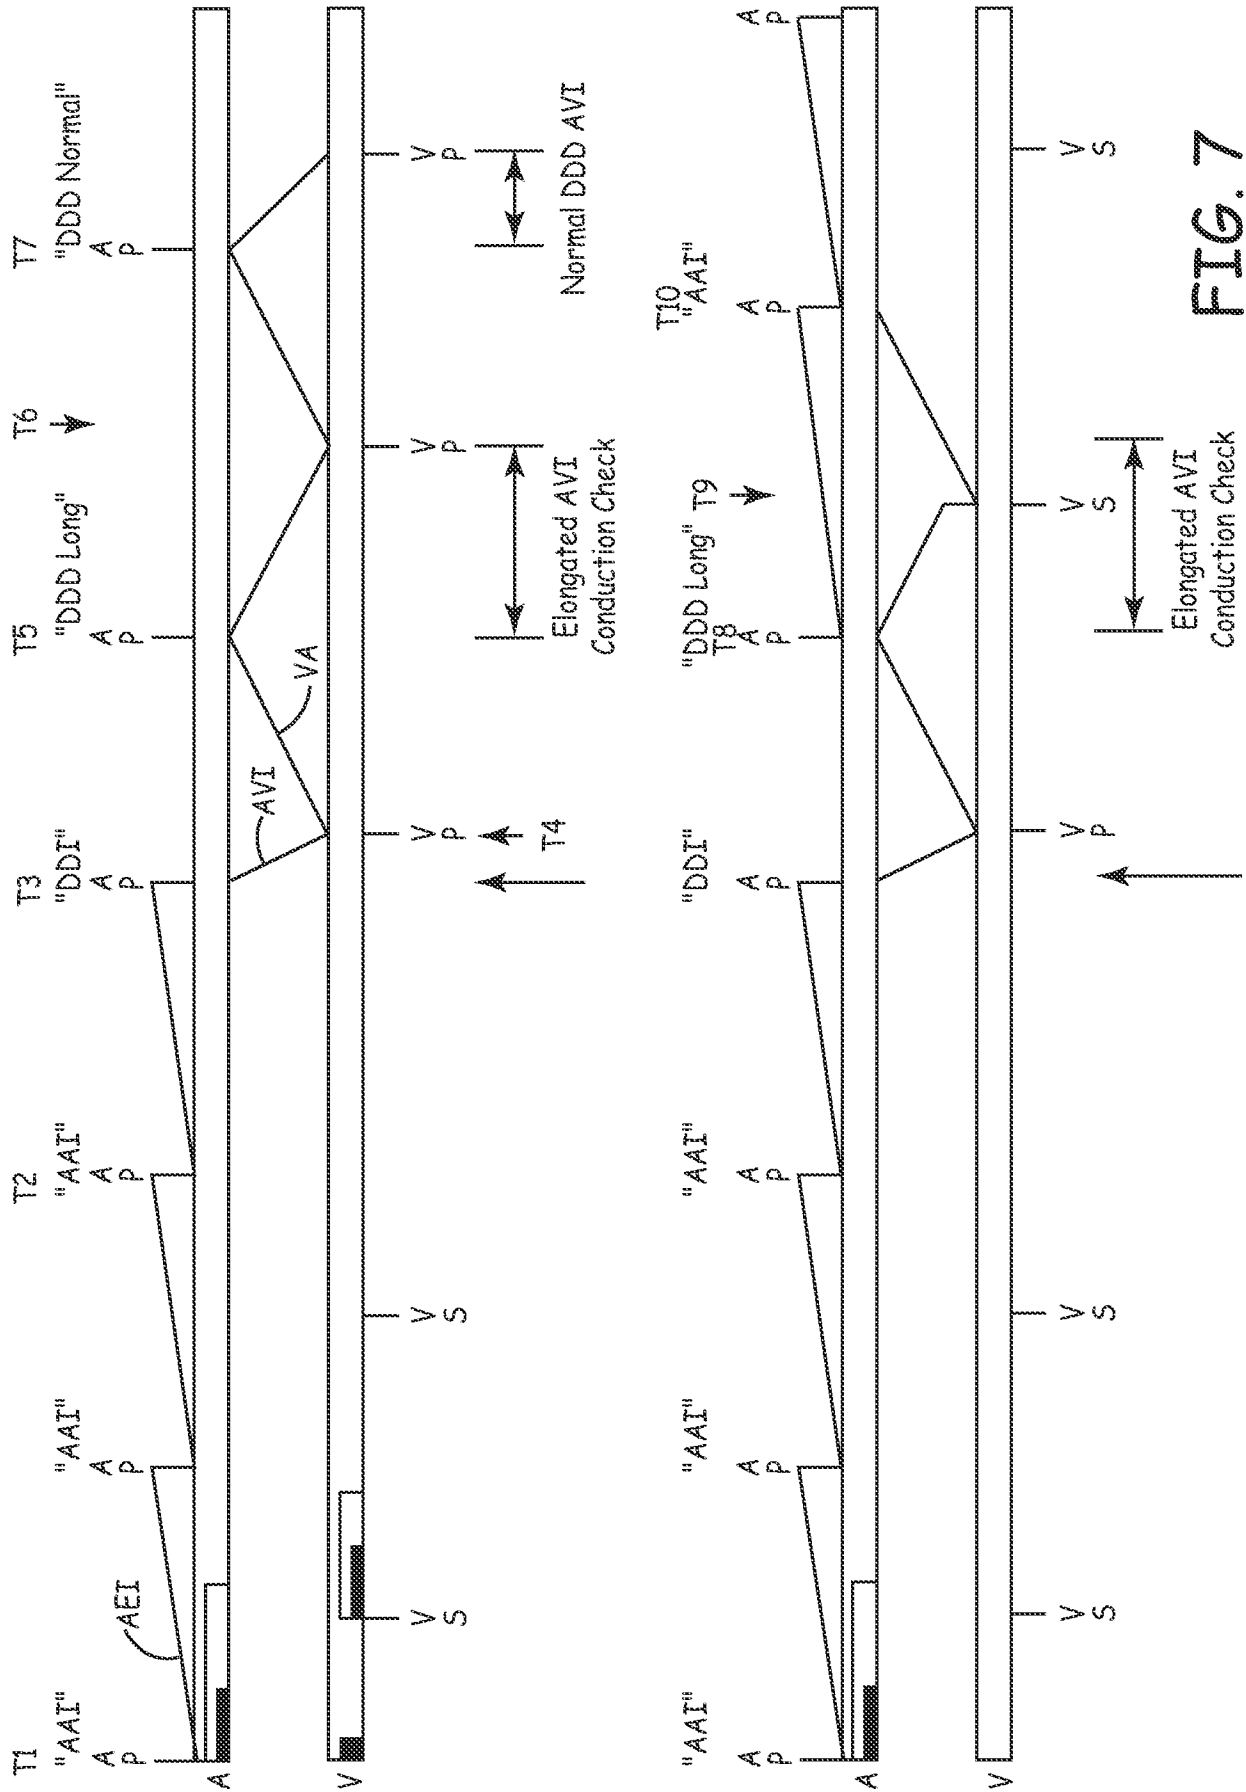 T1 T2 T3 T5 T6 T7
"AAI" "AAI" "AAI" "DDI" "DDD Long" "DDD Normal"
A A A A A A
P P P P P P
AEI
A
AVI
VA
V
V V V V V
S S P P P
T4
Elongated AVI
Conduction Check
Normal DDD AVI
T10
"AAI" "AAI" "AAI" "DDI" "DDD Long" T9 "AAI"
T8
A A A A A A A
P P P P P P P
A
V
V V V V V
S S P S S
Elongated AVI
Conduction Check
FIG. 7